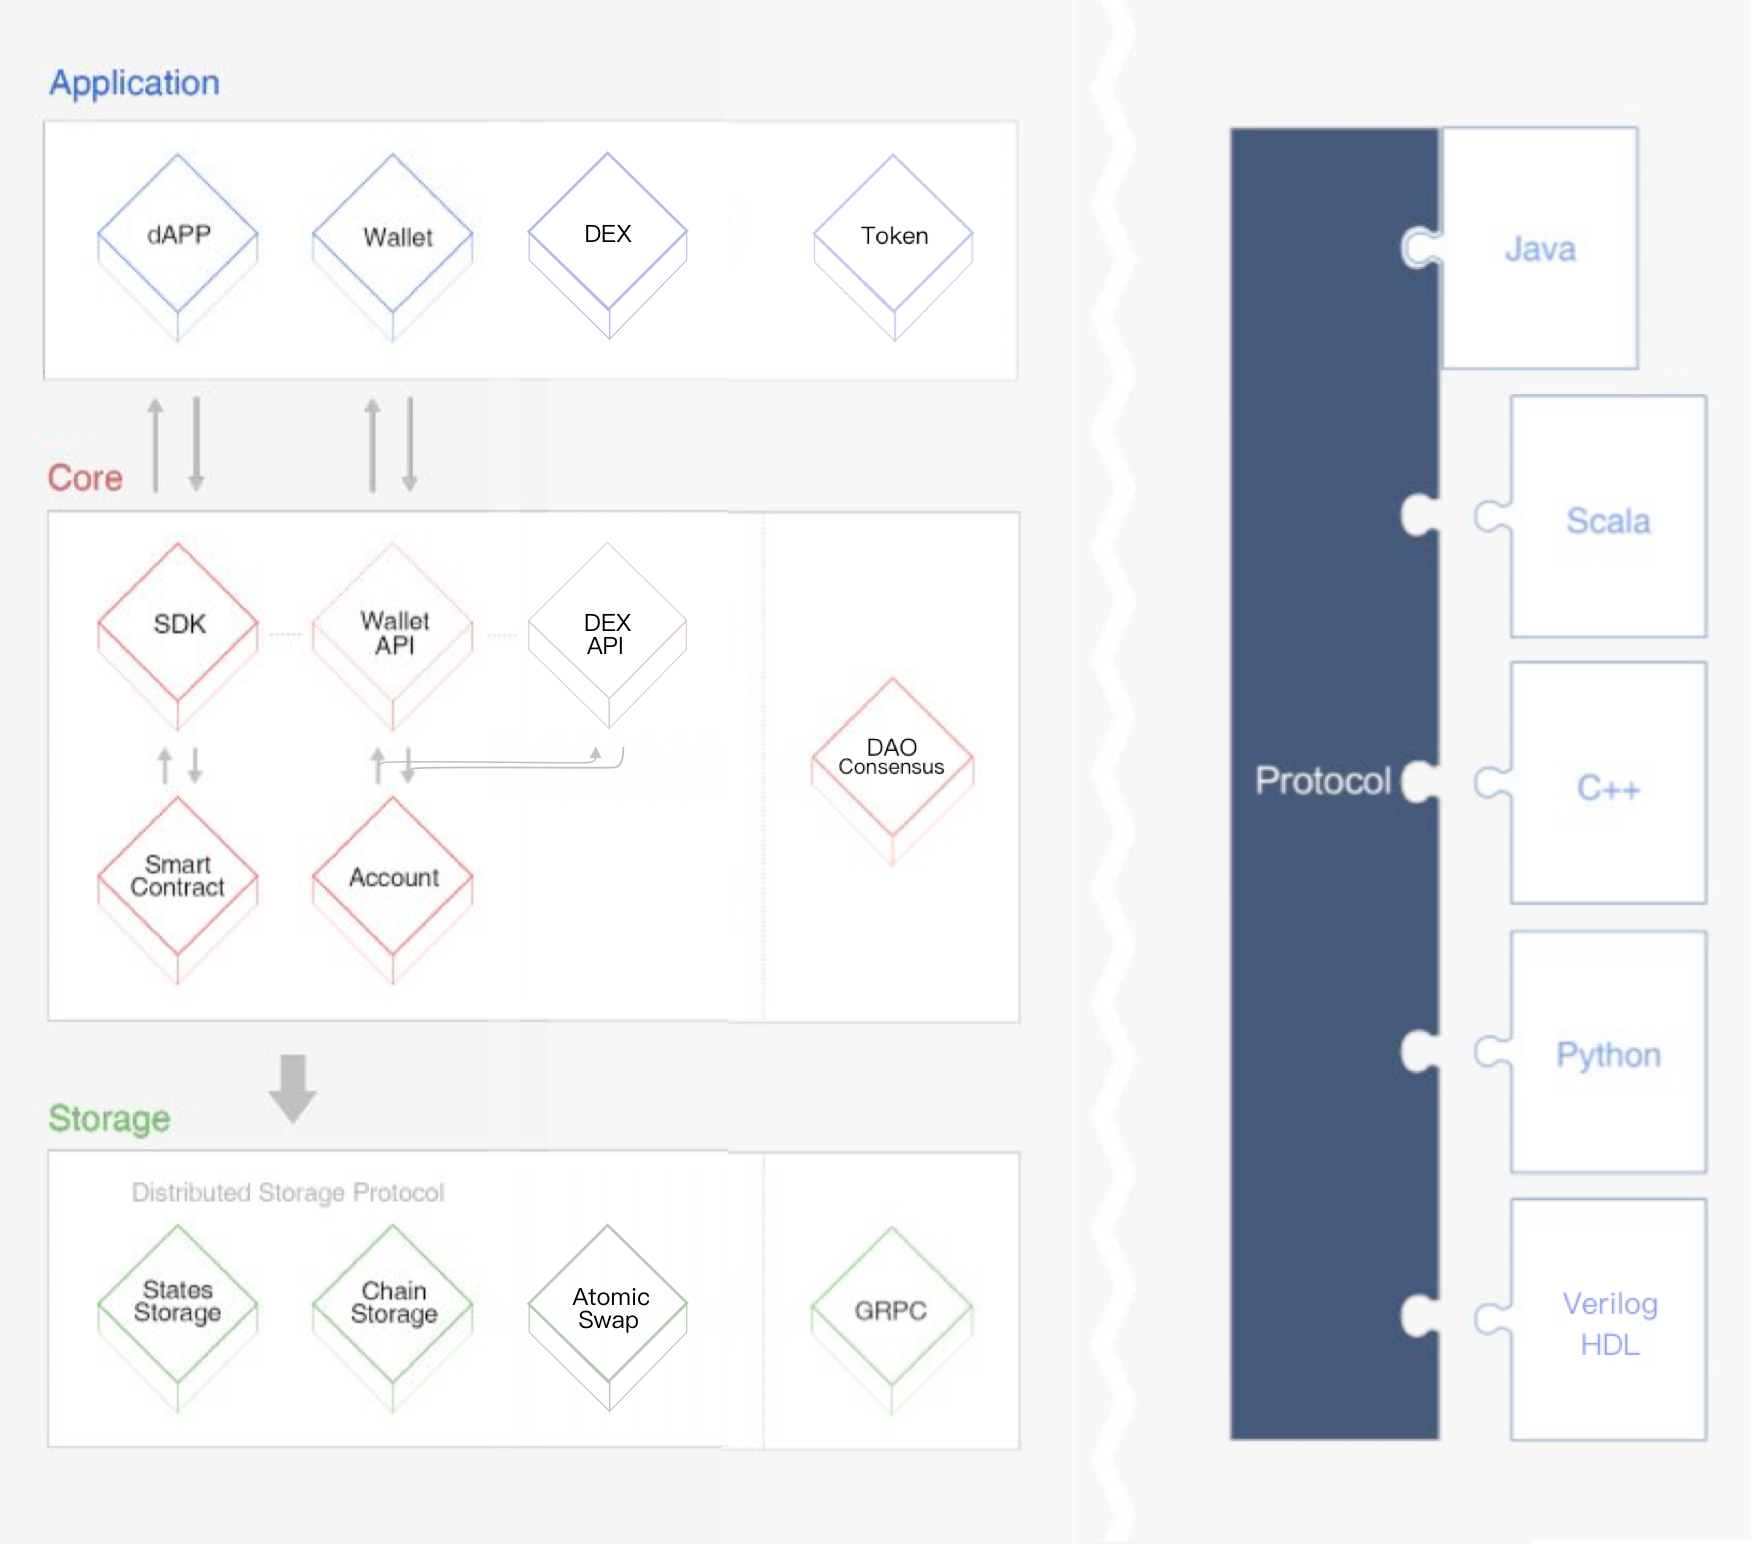 Application
dAPP
Wallet
DEX
Token
Core
SDK
Wallet
API
DEX
API
DAO
Consensus
Smart
Contract
Account
Storage
Distributed Storage Protocol
States
Storage
Chain
Storage
Atomic
Swap
GRPC
Protocol
Java
Scala
C++
Python
Verilog
HDL